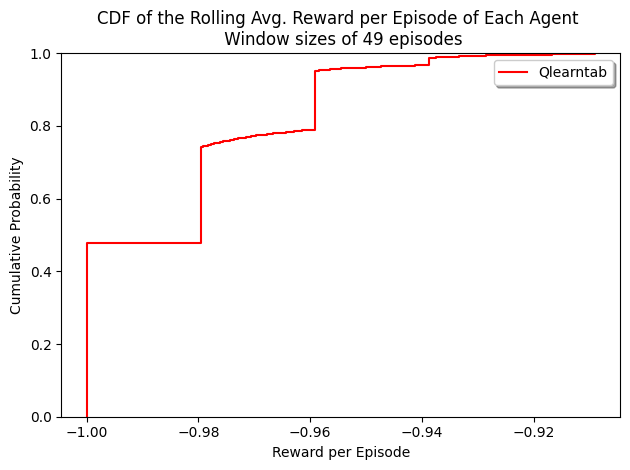 CDF of the Rolling Avg. Reward per Episode of Each Agent
Window sizes of 49 episodes
Qlearntab
1.0
0.8
0.6
0.4
0.2
0.0
Cumulative Probability
−1.00
−0.98
−0.96
−0.94
−0.92
Reward per Episode